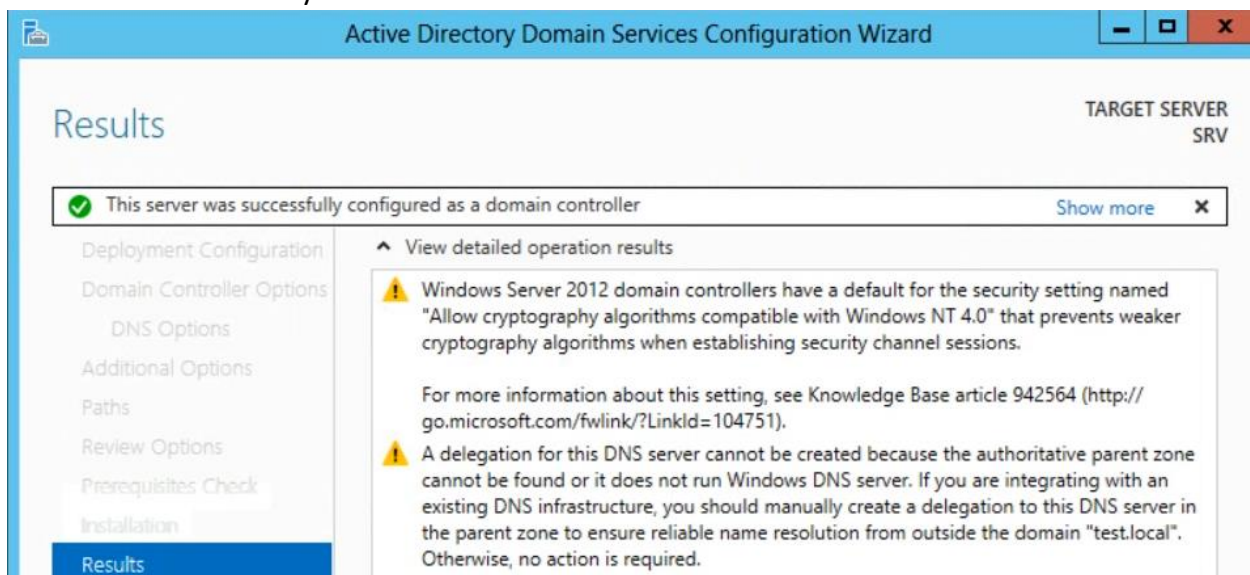 Active Directory Domain Services Configuration Wizard
Results
TARGET SERVER
SRV
This server was successfully configured as a domain controller
Show more
Deployment Configuration
Domain Controller Options
DNS Options
Additional Options
Paths
Review Options
Prerequisites Check
Installation
Results
View detailed operation results
Windows Server 2012 domain controllers have a default for the security setting named
"Allow cryptography algorithms compatible with Windows NT 4.0" that prevents weaker
cryptography algorithms when establishing security channel sessions.
For more information about this setting, see Knowledge Base article 942564 (http://
go.microsoft.com/fwlink/?LinkId=104751).
A delegation for this DNS server cannot be created because the authoritative parent zone
cannot be found or it does not run Windows DNS server. If you are integrating with an
existing DNS infrastructure, you should manually create a delegation to this DNS server in
the parent zone to ensure reliable name resolution from outside the domain "test.local".
Otherwise, no action is required.